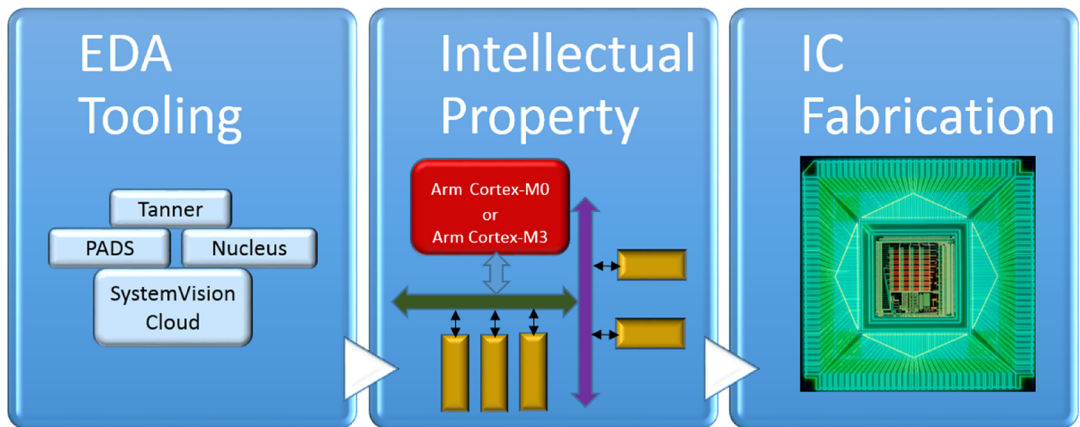 EDA
Tooling
Tanner
PADS
Nucleus
SystemVision
Cloud
Intellectual
Property
Arm Cortex-M0
or
Arm Cortex-M3
IC
Fabrication